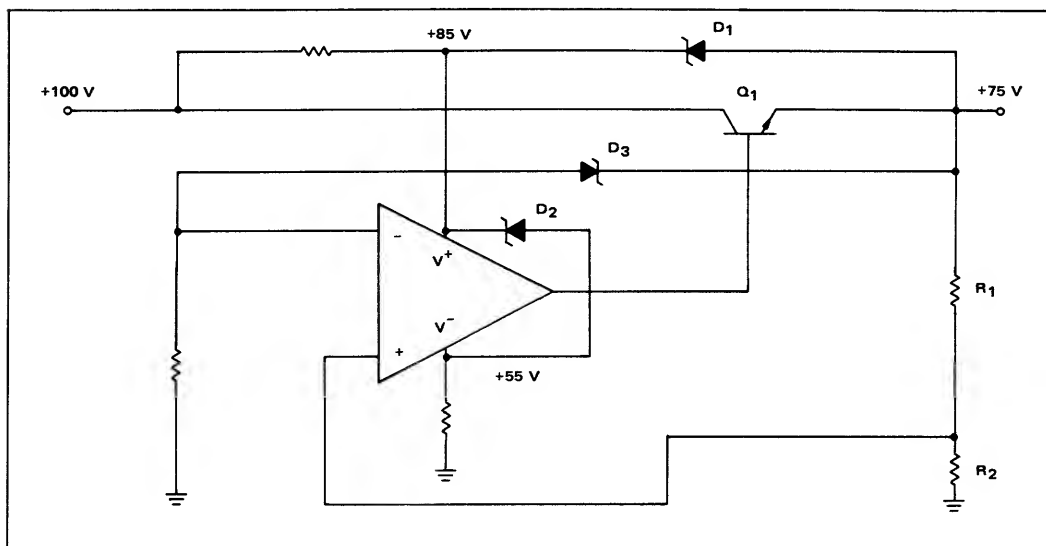 +85 V
D1
+100 V
Q1
+75 V
D3
D2
−
V+
R1
V−
+
+55 V
R2